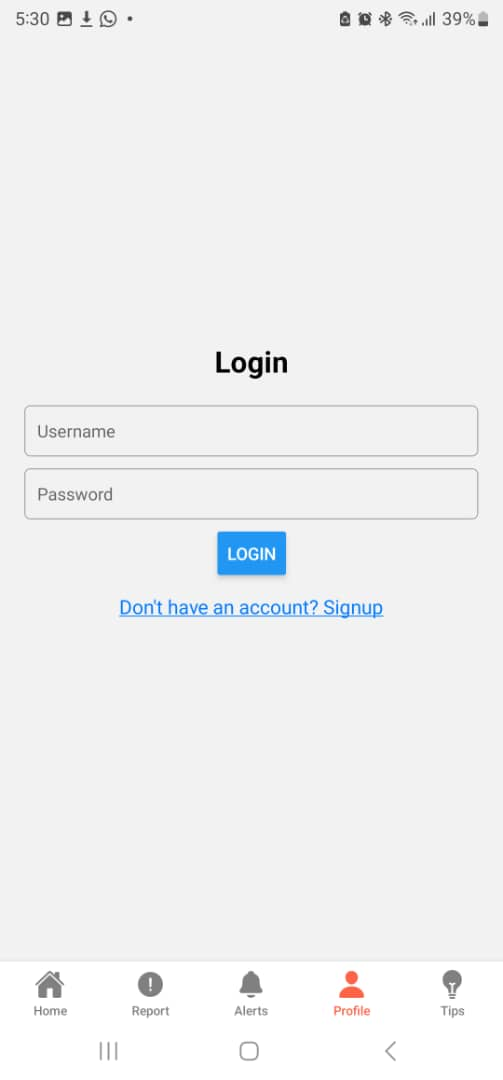 5:30 39%
Login
Username
Password
LOGIN
Don't have an account? Signup
Home Report Alerts Profile Tips